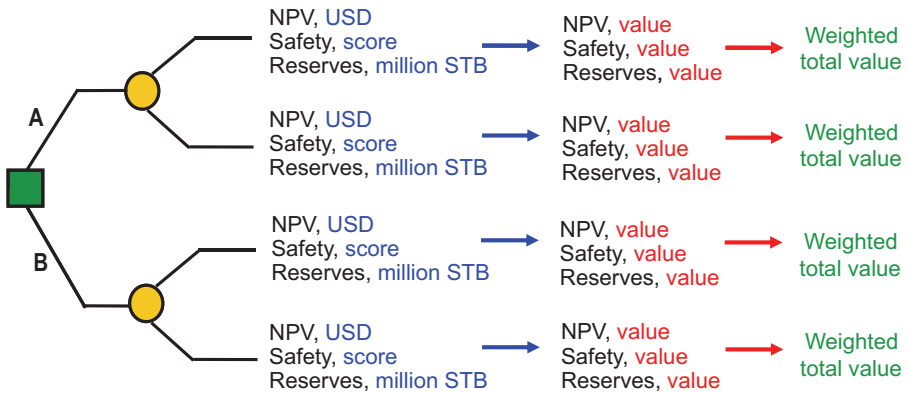 NPV, USD
Safety, score
Reserves, million STB
NPV, value
Safety, value
Reserves, value
Weighted
total value
A
NPV, USD
Safety, score
Reserves, million STB
NPV, value
Safety, value
Reserves, value
Weighted
total value
B
NPV, USD
Safety, score
Reserves, million STB
NPV, value
Safety, value
Reserves, value
Weighted
total value
NPV, USD
Safety, score
Reserves, million STB
NPV, value
Safety, value
Reserves, value
Weighted
total value